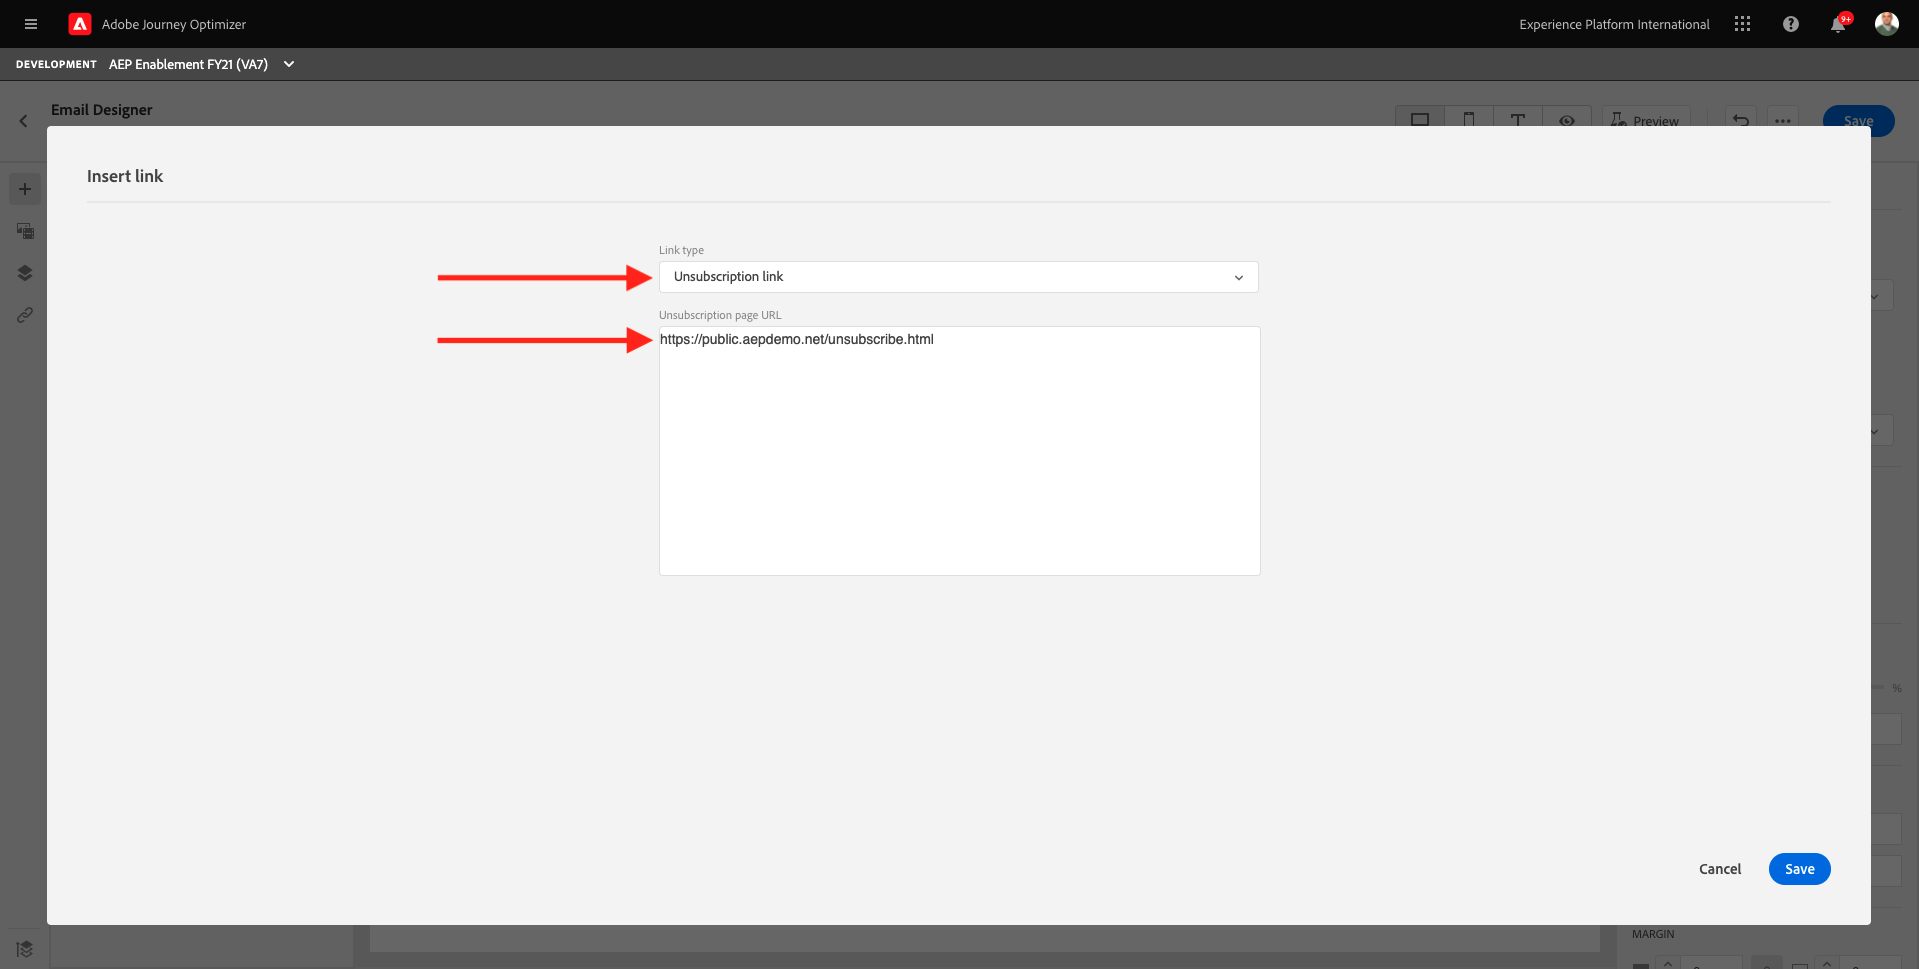 Adobe Journey Optimizer
Experience Platform International
9+
DEVELOPMENT AEP Enablement FY21 (VA7)
Email Designer
Preview
Save
Insert link
Link type
Unsubscription link
Unsubscription page URL
https://public.aepdemo.net/unsubscribe.html
%
Cancel
Save
MARGIN